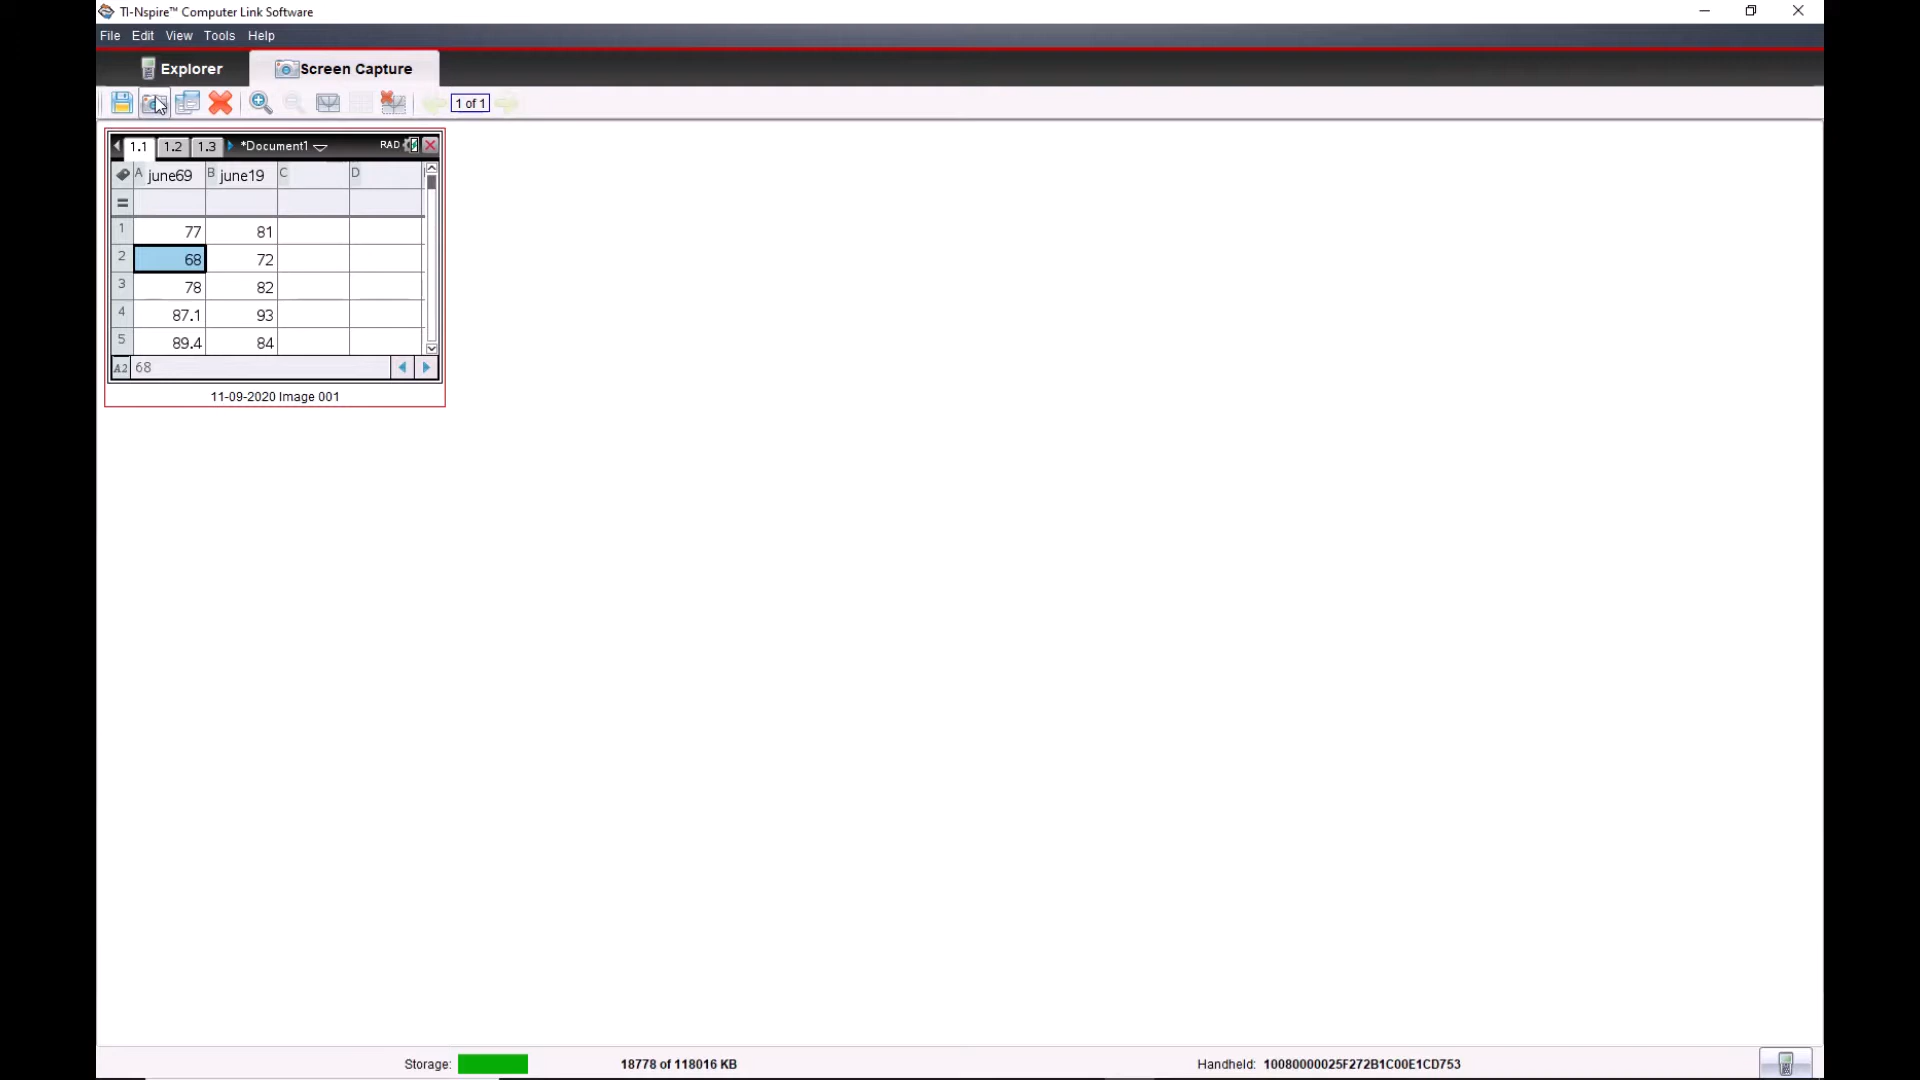 TI-Nspire™ Computer Link Software
File Edit View Tools Help
Explorer Screen Capture
1 of 1
1.1 1.2 1.3 *Document1 RAD
A june69 B june19 C D
=
1 77 81
2 68 72
3 78 82
4 87.1 93
5 89.4 84
A2 68
11-09-2020 Image 001
Storage: 18778 of 118016 KB Handheld: 10080000025F272B1C00E1CD753